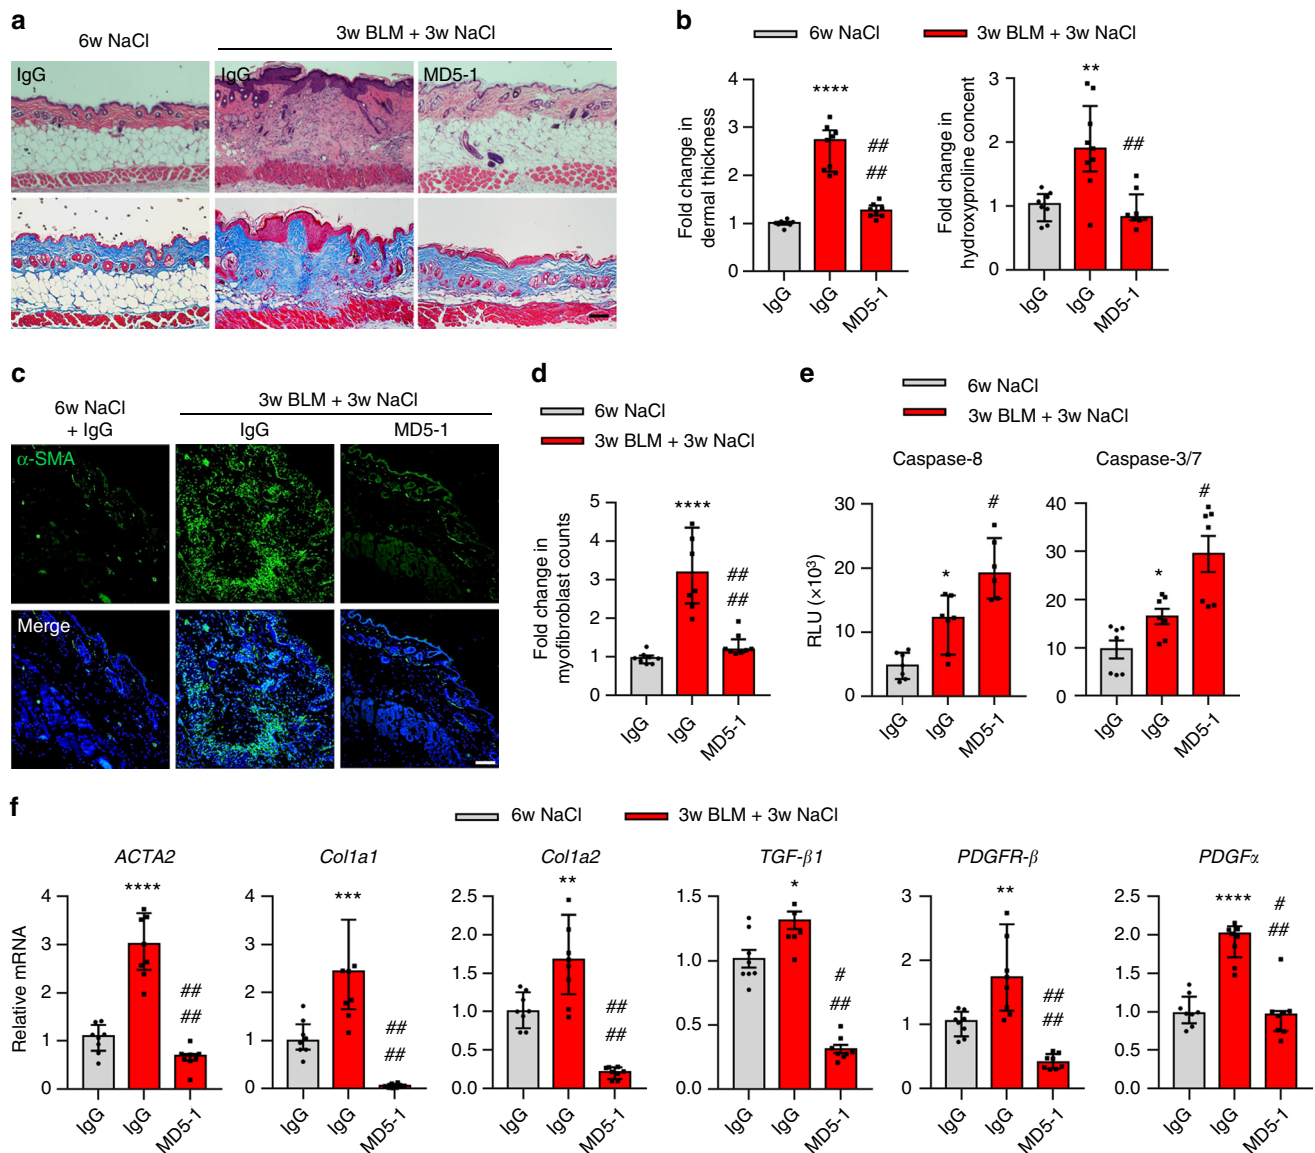 a
6w NaCl
3w BLM + 3w NaCl
IgG
IgG
MD5-1
b
6w NaCl
3w BLM + 3w NaCl
Fold change in
dermal thickness
4
3
2
1
0
****
##
##
IgG
IgG
MD5-1
Fold change in
hydroxyproline concent
3
2
1
0
**
##
IgG
IgG
MD5-1
c
6w NaCl
+ IgG
3w BLM + 3w NaCl
IgG
MD5-1
α-SMA
Merge
d
6w NaCl
3w BLM + 3w NaCl
Fold change in
myofibroblast counts
5
4
3
2
1
0
****
##
##
IgG
IgG
MD5-1
e
6w NaCl
3w BLM + 3w NaCl
Caspase-8
RLU (×10³)
30
20
10
0
*
#
IgG
IgG
MD5-1
Caspase-3/7
40
30
20
10
0
*
#
IgG
IgG
MD5-1
f
6w NaCl
3w BLM + 3w NaCl
ACTA2
Relative mRNA
4
3
2
1
0
****
##
##
IgG
IgG
MD5-1
Col1a1
4
3
2
1
0
***
##
##
IgG
IgG
MD5-1
Col1a2
2.5
2.0
1.5
1.0
0.5
0.0
**
##
##
IgG
IgG
MD5-1
TGF-β1
1.5
1.0
0.5
0.0
*
#
##
IgG
IgG
MD5-1
PDGFR-β
3
2
1
0
**
##
##
IgG
IgG
MD5-1
PDGFα
2.5
2.0
1.5
1.0
0.5
0.0
****
#
##
IgG
IgG
MD5-1